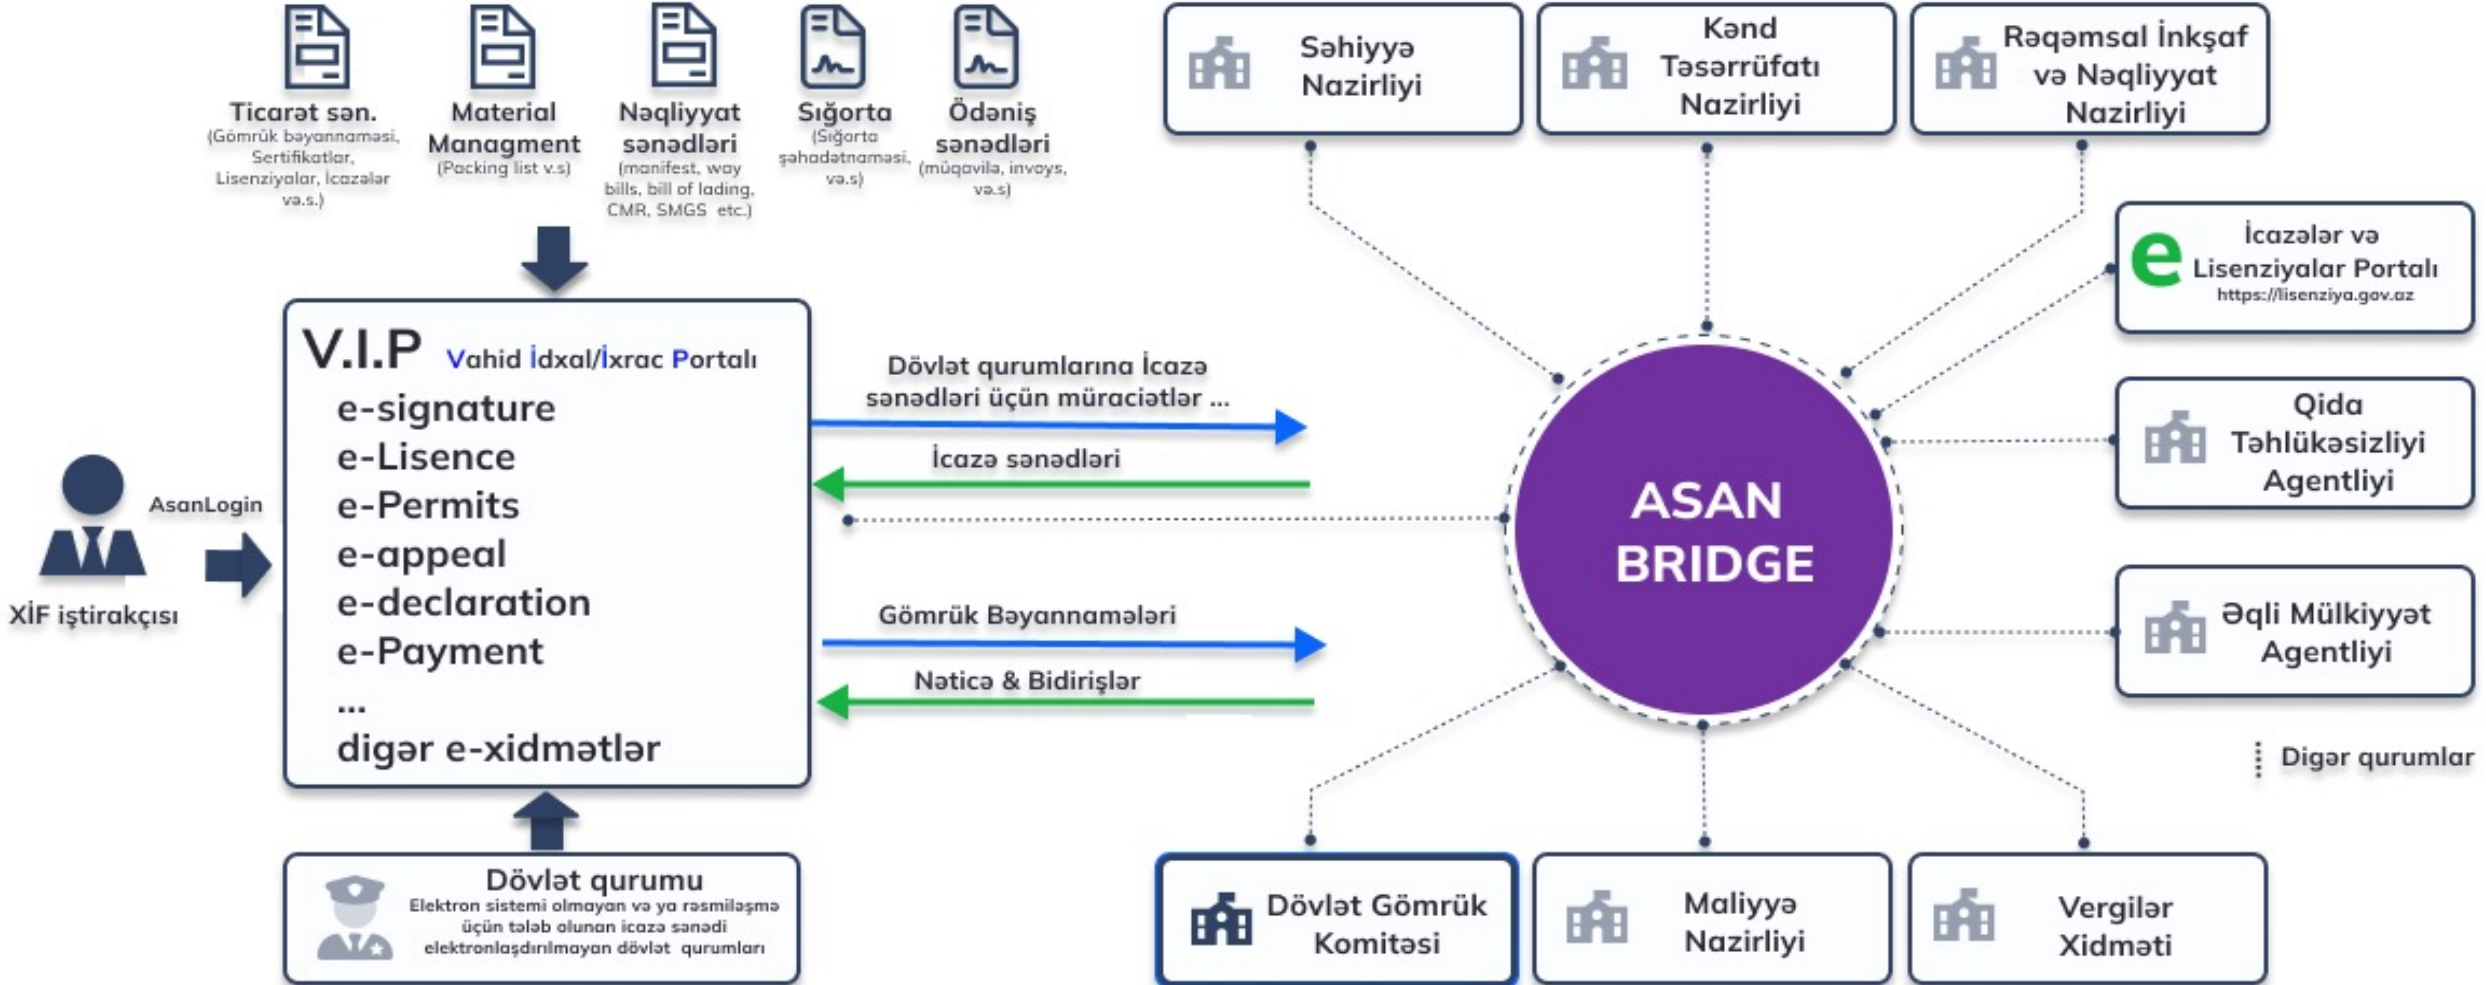 Ticarət sən.
(Gömrük bəyannaməsi,
Sertifikatlar,
Lisenziyalar, İcazələr
və.s.)
Material
Managment
(Packing list v.s)
Nəqliyyat
sənədləri
(manifest, way
bills, bill of lading,
CMR, SMGS etc.)
Sığorta
(Sığorta
şəhadətnaməsi,
və.s)
Ödəniş
sənədləri
(müqavilə, invoys,
və.s)
Səhiyyə
Nazirliyi
Kənd
Təsərrüfatı
Nazirliyi
Rəqəmsal İnkşaf
və Nəqliyyat
Nazirliyi
e
İcazələr və
Lisenziyalar Portalı
https://lisenziya.gov.az
V.I.P Vahid İdxal/İxrac Portalı
e-signature
e-Lisence
e-Permits
e-appeal
e-declaration
e-Payment
...
digər e-xidmətlər
AsanLogin
XİF iştirakçısı
Dövlət qurumlarına İcazə
sənədləri üçün müraciətlər ...
İcazə sənədləri
Gömrük Bəyannamələri
Nəticə & Bidirişlər
ASAN
BRIDGE
Qida
Təhlükəsizliyi
Agentliyi
Əqli Mülkiyyət
Agentliyi
Digər qurumlar
Dövlət qurumu
Elektron sistemi olmayan və ya rəsmiləşmə
üçün tələb olunan icazə sənədi
elektronlaşdırılmayan dövlət qurumları
Dövlət Gömrük
Komitəsi
Maliyyə
Nazirliyi
Vergilər
Xidməti